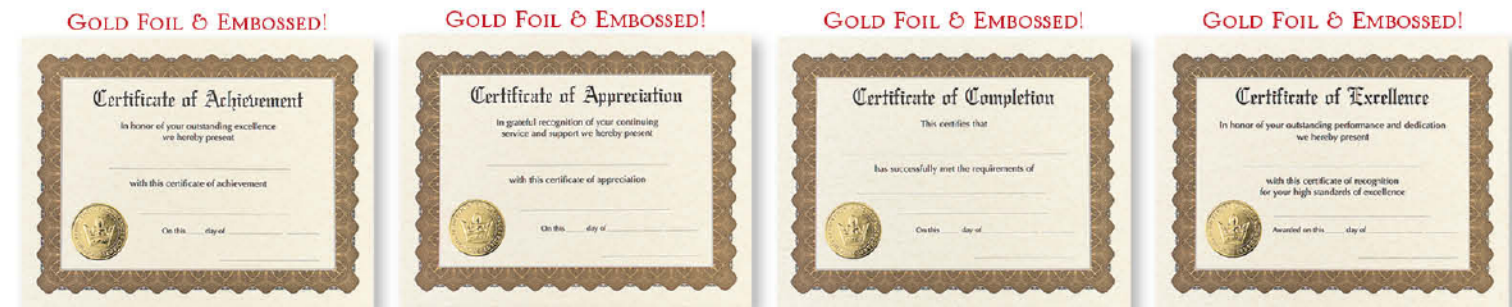 GOLD FOIL & EMBOSSED!
Certificate of Achievement
In honor of your outstanding excellence
we hereby present
with this certificate of achievement
On this day of
GOLD FOIL & EMBOSSED!
Certificate of Appreciation
In grateful recognition of your continuing
service and support we hereby present
with this certificate of appreciation
On this day of
GOLD FOIL & EMBOSSED!
Certificate of Completion
This certifies that
has successfully met the requirements of
On this day of
GOLD FOIL & EMBOSSED!
Certificate of Excellence
In honor of your outstanding performance and dedication
we hereby present
with this certificate of recognition
for your high standards of excellence
Awarded on this day of